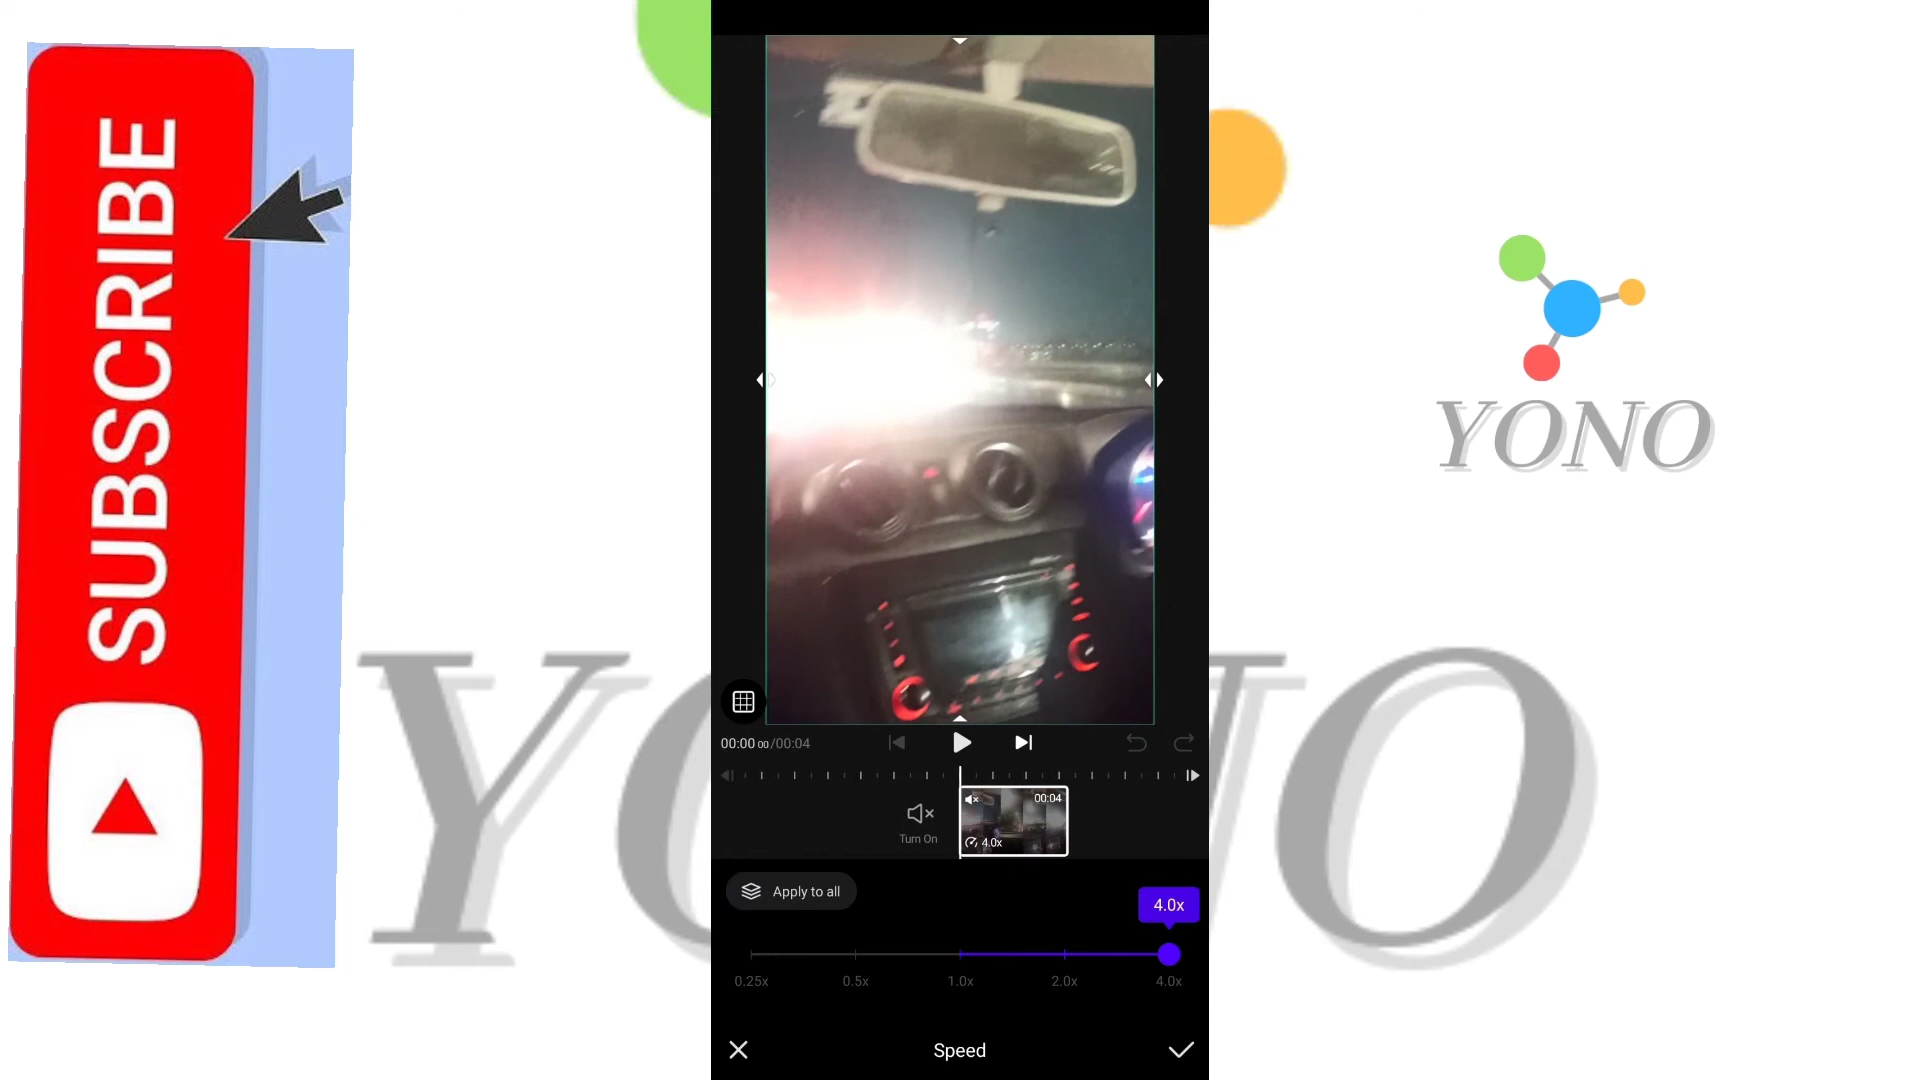 SUBSCRIBE
YONO
YONO
00:00 00/00:04
Turn On
00:04
4.0x
Apply to all
4.0x
0.25x
0.5x
1.0x
2.0x
4.0x
Speed